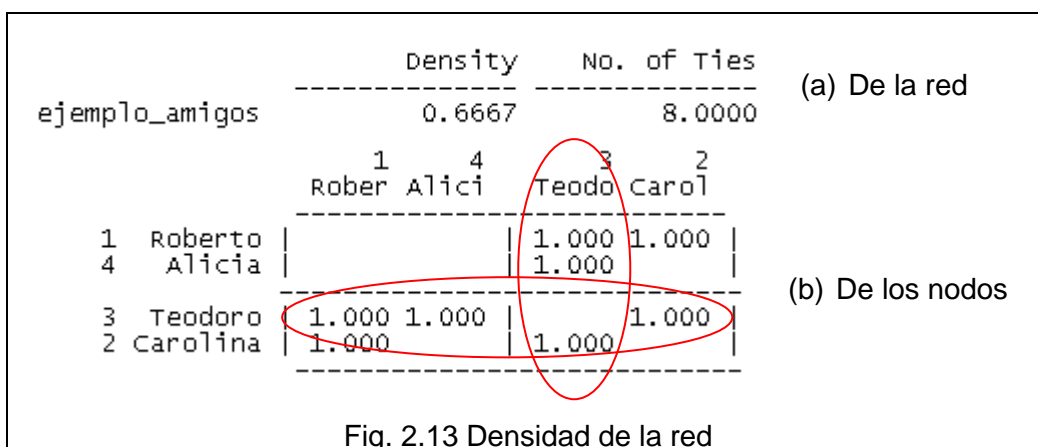 Density No. of Ties
(a) De la red
ejemplo_amigos 0.6667 8.0000
1 4 3 2
Rober Alici Teodo Carol
1 Roberto | | 1.000 1.000 |
4 Alicia | | 1.000 |
(b) De los nodos
3 Teodoro | 1.000 1.000 | 1.000 |
2 Carolina | 1.000 | 1.000 |
Fig. 2.13 Densidad de la red